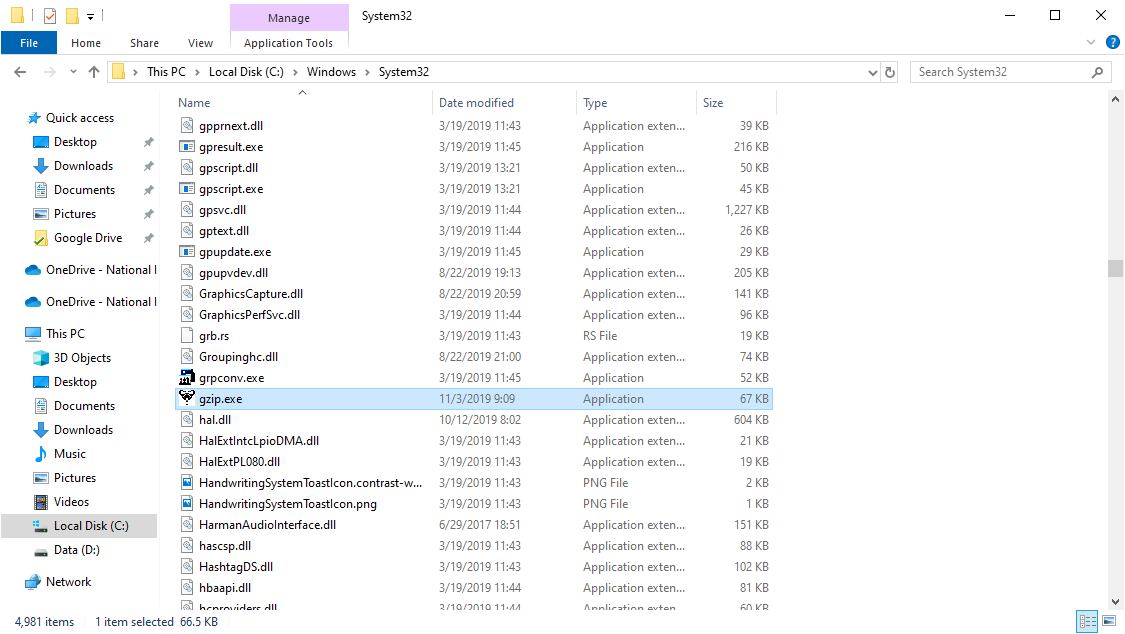 Manage
System32
File
Home
Share
View
Application Tools
This PC > Local Disk (C:) > Windows > System32
Search System32
Quick access
Desktop
Downloads
Documents
Pictures
Google Drive
OneDrive - National I
OneDrive - National I
This PC
3D Objects
Desktop
Documents
Downloads
Music
Pictures
Videos
Local Disk (C:)
Data (D:)
Network
Name Date modified Type Size
gpprnext.dll 3/19/2019 11:43 Application exten... 39 KB
gpresult.exe 3/19/2019 11:45 Application 216 KB
gpscript.dll 3/19/2019 13:21 Application exten... 50 KB
gpscript.exe 3/19/2019 13:21 Application 45 KB
gpsvc.dll 3/19/2019 11:44 Application exten... 1,227 KB
gptext.dll 3/19/2019 11:44 Application exten... 26 KB
gpupdate.exe 3/19/2019 11:45 Application 29 KB
gpupvdev.dll 8/22/2019 19:13 Application exten... 205 KB
GraphicsCapture.dll 8/22/2019 20:59 Application exten... 141 KB
GraphicsPerfSvc.dll 3/19/2019 11:44 Application exten... 96 KB
grb.rs 3/19/2019 11:43 RS File 19 KB
Groupinghc.dll 8/22/2019 21:00 Application exten... 74 KB
grpconv.exe 3/19/2019 11:45 Application 52 KB
gzip.exe 11/3/2019 9:09 Application 67 KB
hal.dll 10/12/2019 8:02 Application exten... 604 KB
HalExtIntcLpioDMA.dll 3/19/2019 11:43 Application exten... 21 KB
HalExtPL080.dll 3/19/2019 11:43 Application exten... 19 KB
HandwritingSystemToastIcon.contrast-w... 3/19/2019 11:43 PNG File 2 KB
HandwritingSystemToastIcon.png 3/19/2019 11:43 PNG File 1 KB
HarmanAudioInterface.dll 6/29/2017 18:51 Application exten... 151 KB
hascsp.dll 3/19/2019 11:43 Application exten... 88 KB
HashtagDS.dll 3/19/2019 11:43 Application exten... 102 KB
hbaapi.dll 3/19/2019 11:44 Application exten... 81 KB
hcproviders.dll 3/19/2019 11:44 Application exten... 60 KB
4,981 items 1 item selected 66.5 KB